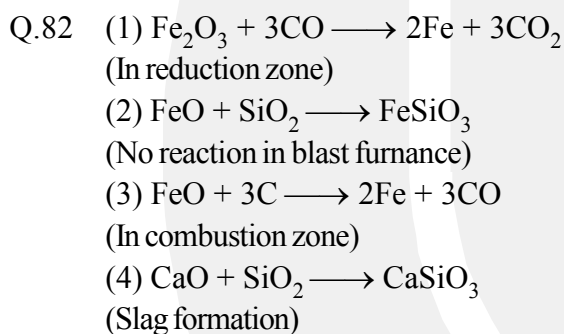 Q.82 (1) Fe₂O₃ + 3CO ⟶ 2Fe + 3CO₂
(In reduction zone)
(2) FeO + SiO₂ ⟶ FeSiO₃
(No reaction in blast furnance)
(3) FeO + 3C ⟶ 2Fe + 3CO
(In combustion zone)
(4) CaO + SiO₂ ⟶ CaSiO₃
(Slag formation)